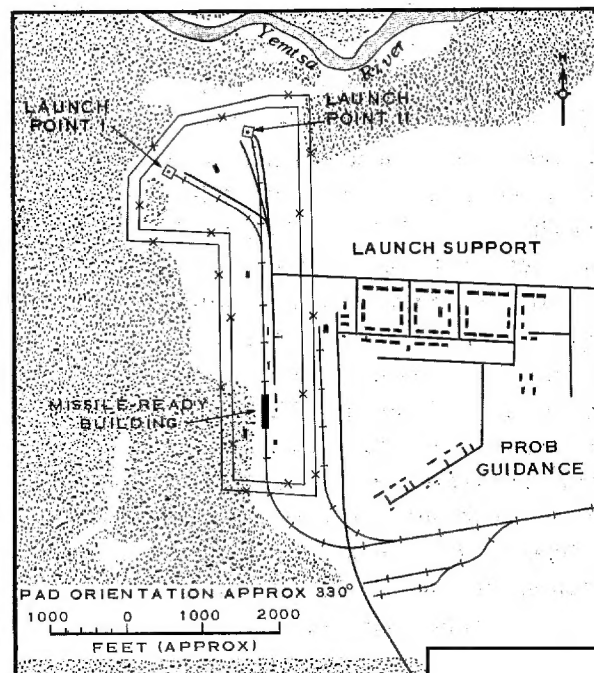 Yemtsa
River
N
LAUNCH
POINT I
LAUNCH
POINT II
LAUNCH SUPPORT
MISSILE-READY
BUILDING
PROB
GUIDANCE
PAD ORIENTATION APPROX 330°
1000 0 1000 2000
FEET (APPROX)